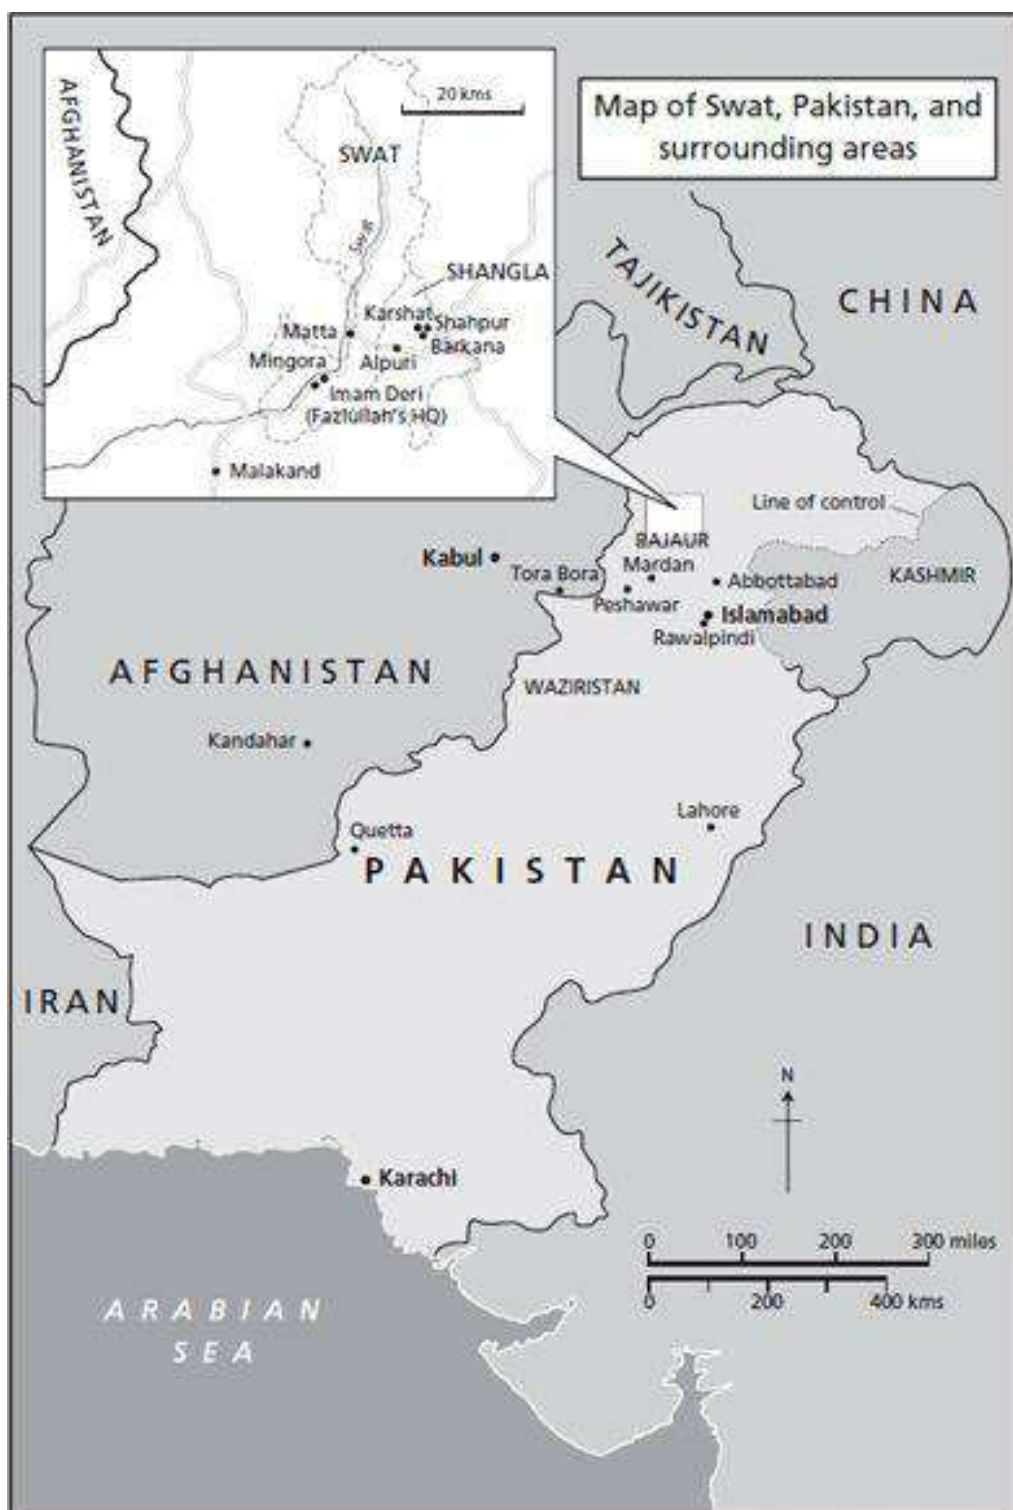 Map of Swat, Pakistan, and
surrounding areas
AFGHANISTAN
20 kms
SWAT
Swat
SHANGLA
Karshat
Shahpur
Matta
Barkana
Mingora
Alpuri
Imam Deri
(Fazlullah's HQ)
Malakand
TAJIKISTAN
CHINA
Line of control
BAJAUR
Kabul
Mardan
Tora Bora
Abbottabad
KASHMIR
Peshawar
Islamabad
Rawalpindi
AFGHANISTAN
WAZIRISTAN
Kandahar
Lahore
Quetta
PAKISTAN
INDIA
IRAN
N
Karachi
0 100 200 300 miles
0 200 400 kms
ARABIAN
SEA